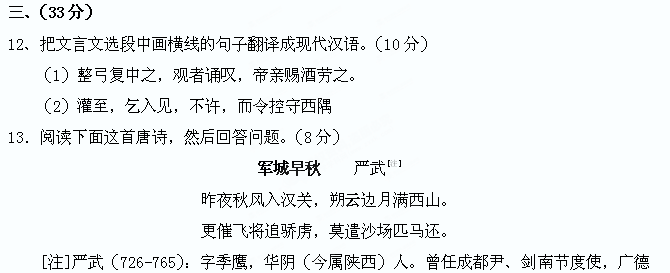 三、（33分）
12、把文言文选段中画横线的句子翻译成现代汉语。（10分）
（1）整弓复中之，观者诵叹，帝亲赐酒劳之。
（2）灌至，乞入见，不许，而令控守西隅
13．阅读下面这首唐诗，然后回答问题。（8分）
军城早秋 严武[注]
昨夜秋风入汉关，朔云边月满西山。
更催飞将追骄虏，莫遣沙场匹马还。
[注]严武（726-765）：字季鹰，华阴（今属陕西）人。曾任成都尹、剑南节度使，广德